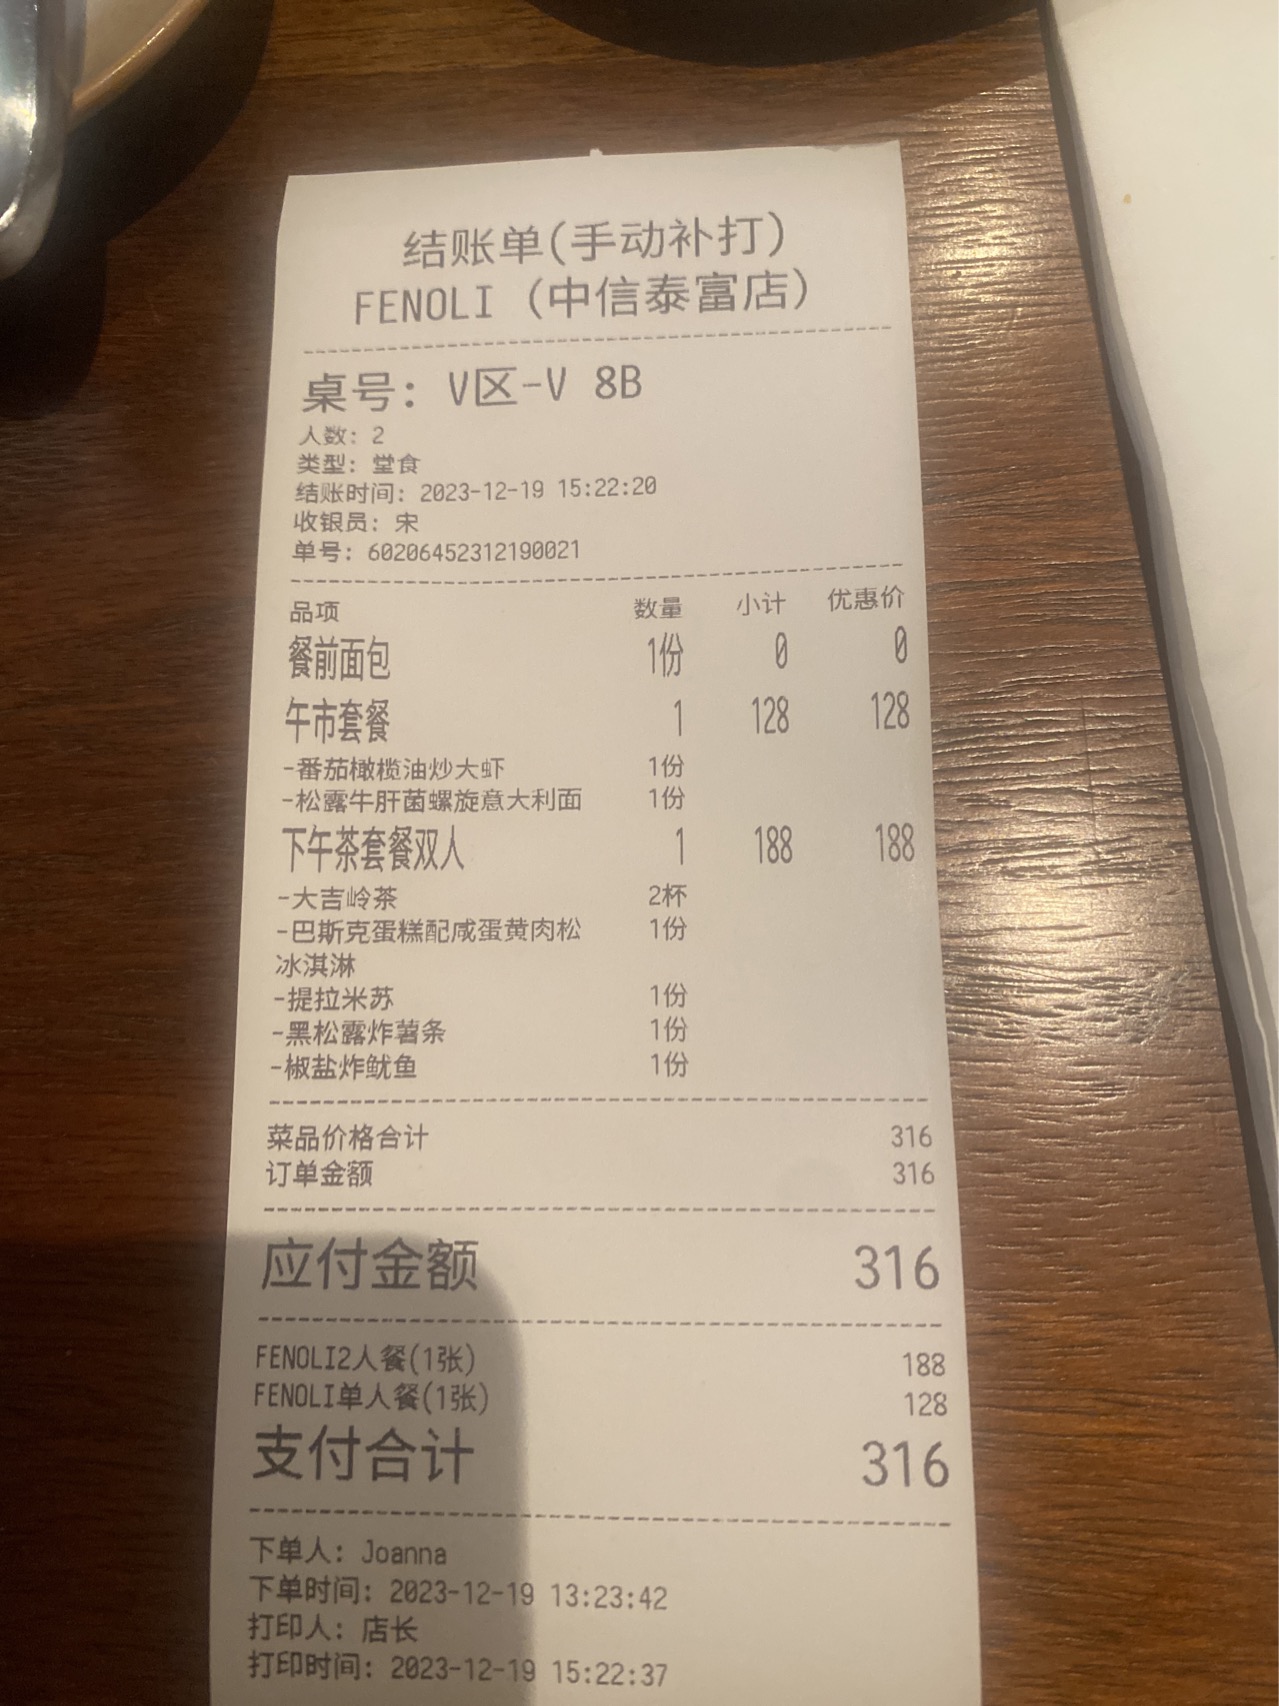 结账单(手动补打)
FENOLI (中信泰富店)
桌号: V区-V 8B
人数: 2
类型: 堂食
结账时间: 2023-12-19 15:22:20
收银员: 宋
单号: 60206452312190021
品项 数量 小计 优惠价
餐前面包 1份 0 0
午市套餐 1 128 128
-番茄橄榄油炒大虾 1份
-松露牛肝菌螺旋意大利面 1份
下午茶套餐双人 1 188 188
-大吉岭茶 2杯
-巴斯克蛋糕配咸蛋黄肉松 1份
冰淇淋
-提拉米苏 1份
-黑松露炸薯条 1份
-椒盐炸鱿鱼 1份
菜品价格合计 316
订单金额 316
应付金额 316
FENOLI2人餐(1张) 188
FENOLI单人餐(1张) 128
支付合计 316
下单人: Joanna
下单时间: 2023-12-19 13:23:42
打印人: 店长
打印时间: 2023-12-19 15:22:37